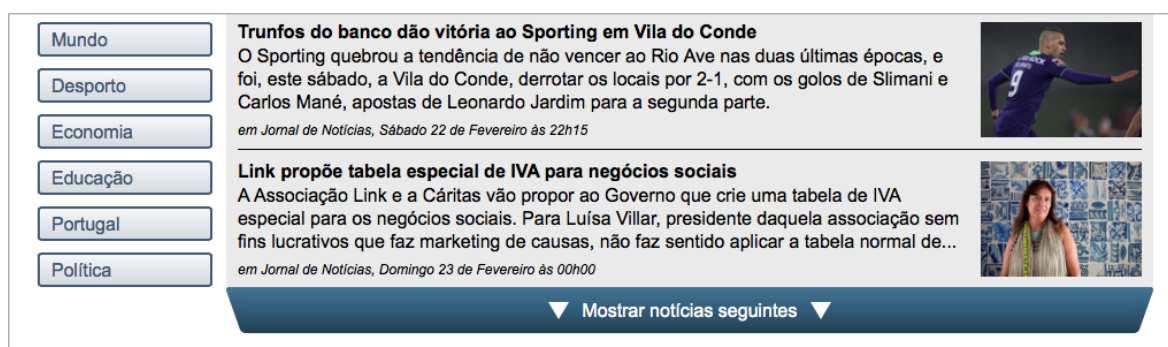 Mundo
Desporto
Economia
Educação
Portugal
Política
Trunfos do banco dão vitória ao Sporting em Vila do Conde
O Sporting quebrou a tendência de não vencer ao Rio Ave nas duas últimas épocas, e
foi, este sábado, a Vila do Conde, derrotar os locais por 2-1, com os golos de Slimani e
Carlos Mané, apostas de Leonardo Jardim para a segunda parte.
em Jornal de Notícias, Sábado 22 de Fevereiro às 22h15
9
Link propõe tabela especial de IVA para negócios sociais
A Associação Link e a Cáritas vão propor ao Governo que crie uma tabela de IVA
especial para os negócios sociais. Para Luísa Villar, presidente daquela associação sem
fins lucrativos que faz marketing de causas, não faz sentido aplicar a tabela normal de...
em Jornal de Notícias, Domingo 23 de Fevereiro às 00h00
Mostrar notícias seguintes